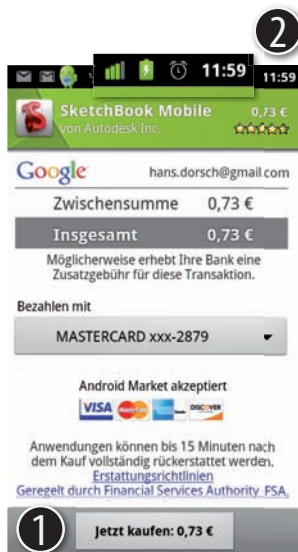 2
11:59
11:59
SketchBook Mobile 0,73 €
von Autodesk Inc.
Google hans.dorsch@gmail.com
Zwischensumme 0,73 €
Insgesamt 0,73 €
Möglicherweise erhebt Ihre Bank eine
Zusatzgebühr für diese Transaktion.
Bezahlen mit
MASTERCARD xxx-2879
Android Market akzeptiert
VISA MasterCard DISCOVER
Anwendungen können bis 15 Minuten nach
dem Kauf vollständig rückerstattet werden.
Erstattungsrichtlinien
Geregelt durch Financial Services Authority FSA,
1 Jetzt kaufen: 0,73 €